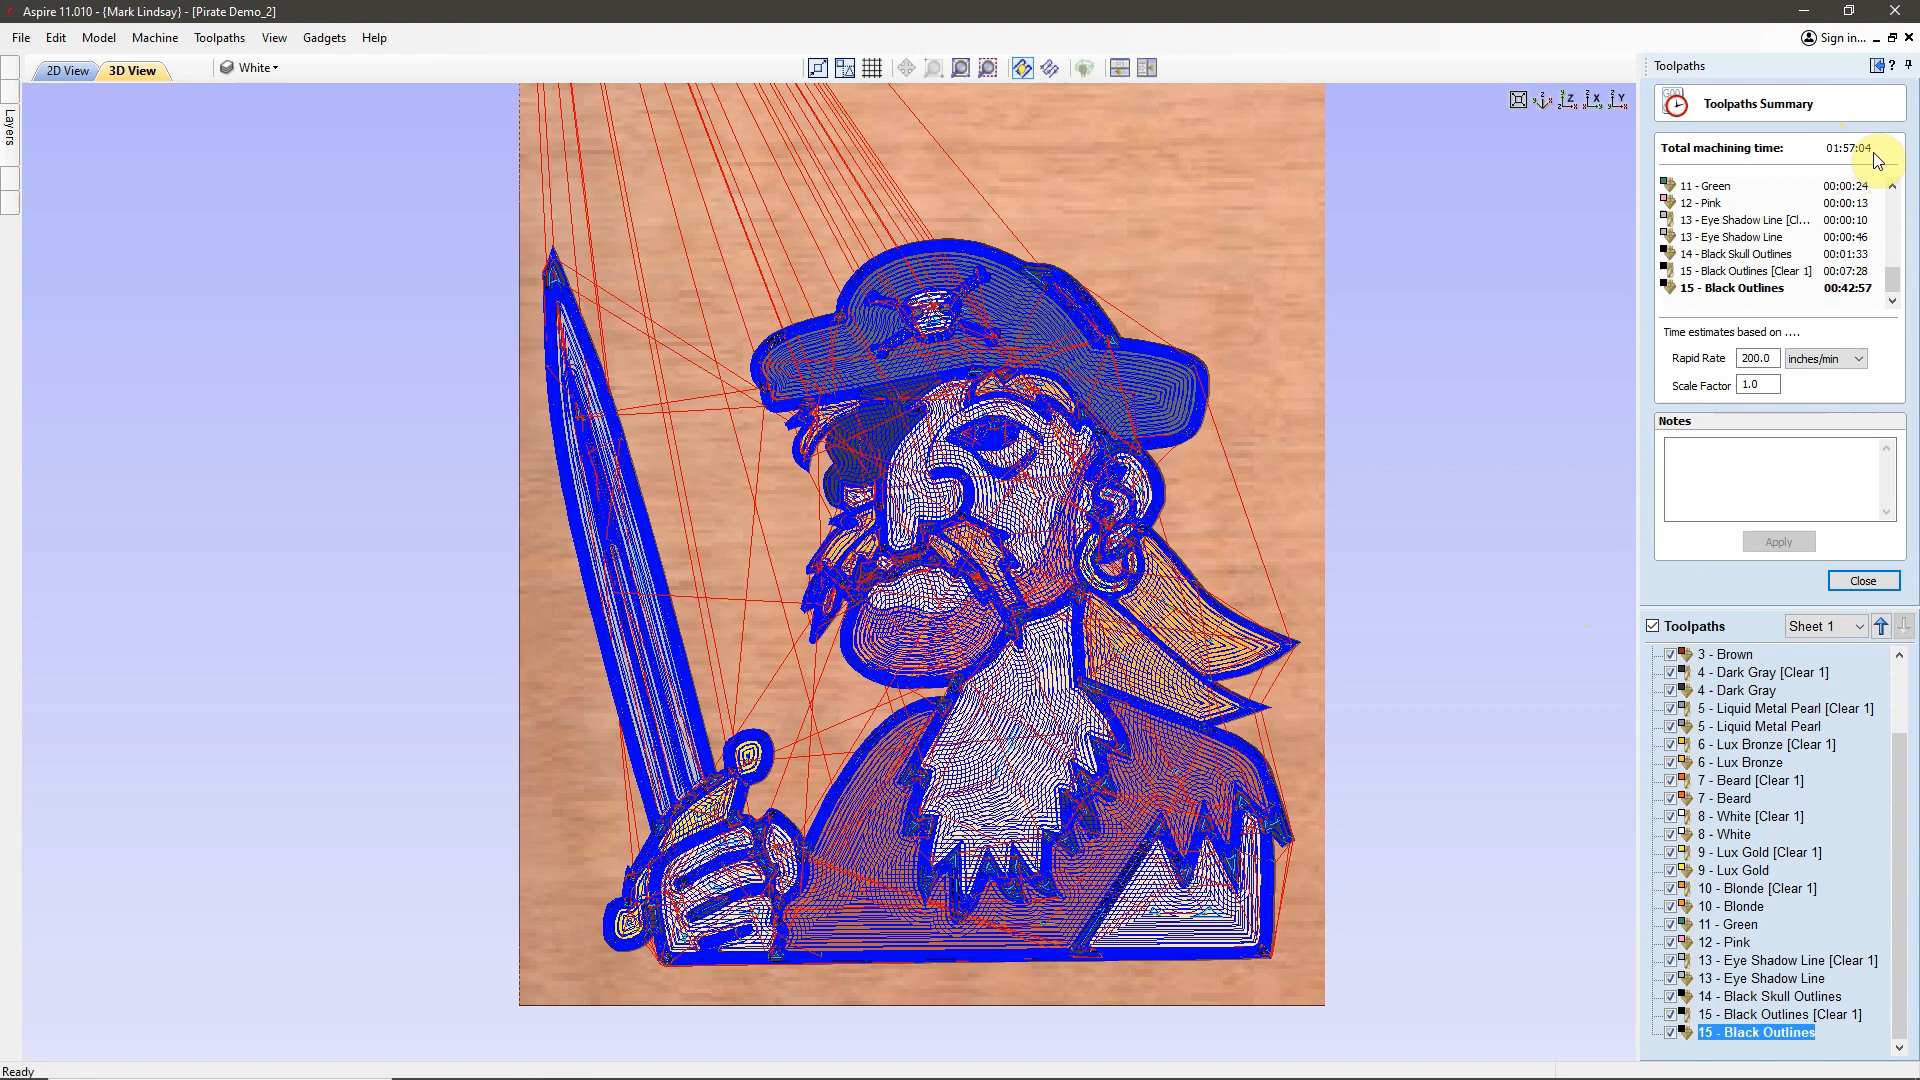 Aspire 11.010 - {Mark Lindsay} - [Pirate Demo_2]
File Edit Model Machine Toolpaths View Gadgets Help
Sign in...
2D View 3D View White
Layers
Toolpaths
Toolpaths Summary
Total machining time: 01:57:04
11 - Green 00:00:24
12 - Pink 00:00:13
13 - Eye Shadow Line [Cl... 00:00:10
13 - Eye Shadow Line 00:00:46
14 - Black Skull Outlines 00:01:33
15 - Black Outlines [Clear 1] 00:07:28
15 - Black Outlines 00:42:57
Time estimates based on ....
Rapid Rate 200.0 inches/min
Scale Factor 1.0
Notes
Apply
Close
Toolpaths Sheet 1
3 - Brown
4 - Dark Gray [Clear 1]
4 - Dark Gray
5 - Liquid Metal Pearl [Clear 1]
5 - Liquid Metal Pearl
6 - Lux Bronze [Clear 1]
6 - Lux Bronze
7 - Beard [Clear 1]
7 - Beard
8 - White [Clear 1]
8 - White
9 - Lux Gold [Clear 1]
9 - Lux Gold
10 - Blonde [Clear 1]
10 - Blonde
11 - Green
12 - Pink
13 - Eye Shadow Line [Clear 1]
13 - Eye Shadow Line
14 - Black Skull Outlines
15 - Black Outlines [Clear 1]
15 - Black Outlines
Ready